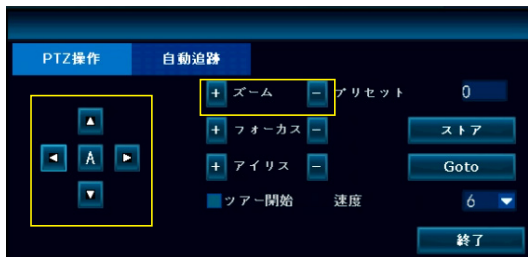 PTZ操作 自動追跡
+ ズーム - プリセット 0
+ フォーカス - ストア
A
+ アイリス - Goto
ツアー開始 速度 6
終了